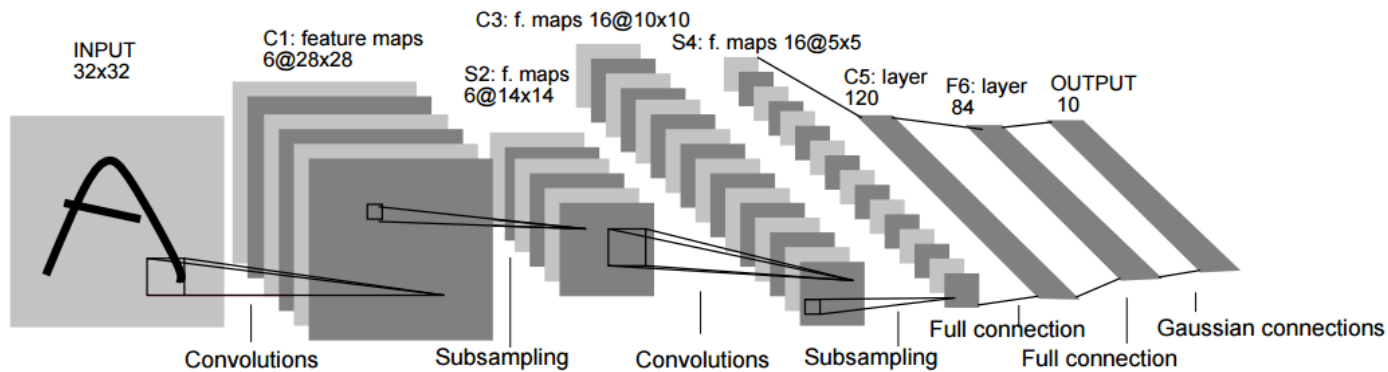 INPUT
32x32
C1: feature maps
6@28x28
S2: f. maps
6@14x14
C3: f. maps 16@10x10
S4: f. maps 16@5x5
C5: layer
120
F6: layer
84
OUTPUT
10
Convolutions
Subsampling
Convolutions
Subsampling
Full connection
Full connection
Gaussian connections